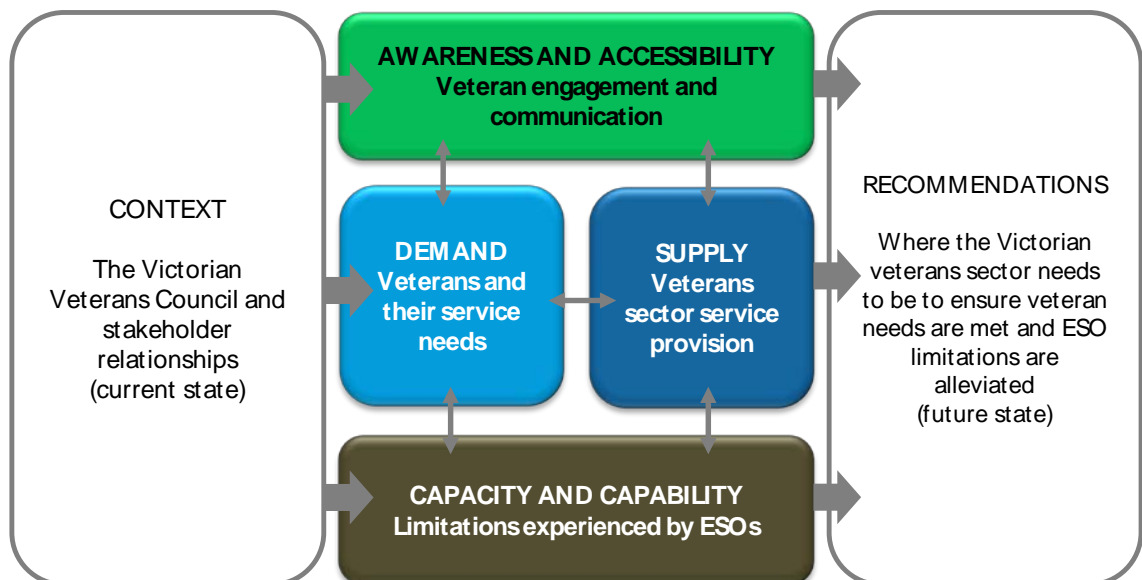 CONTEXT
The Victorian
Veterans Council and
stakeholder
relationships
(current state)
AWARENESS AND ACCESSIBILITY
Veteran engagement and
communication
DEMAND
Veterans and
their service
needs
SUPPLY
Veterans
sector service
provision
CAPACITY AND CAPABILITY
Limitations experienced by ESOs
RECOMMENDATIONS
Where the Victorian
veterans sector needs
to be to ensure veteran
needs are met and ESO
limitations are
alleviated
(future state)